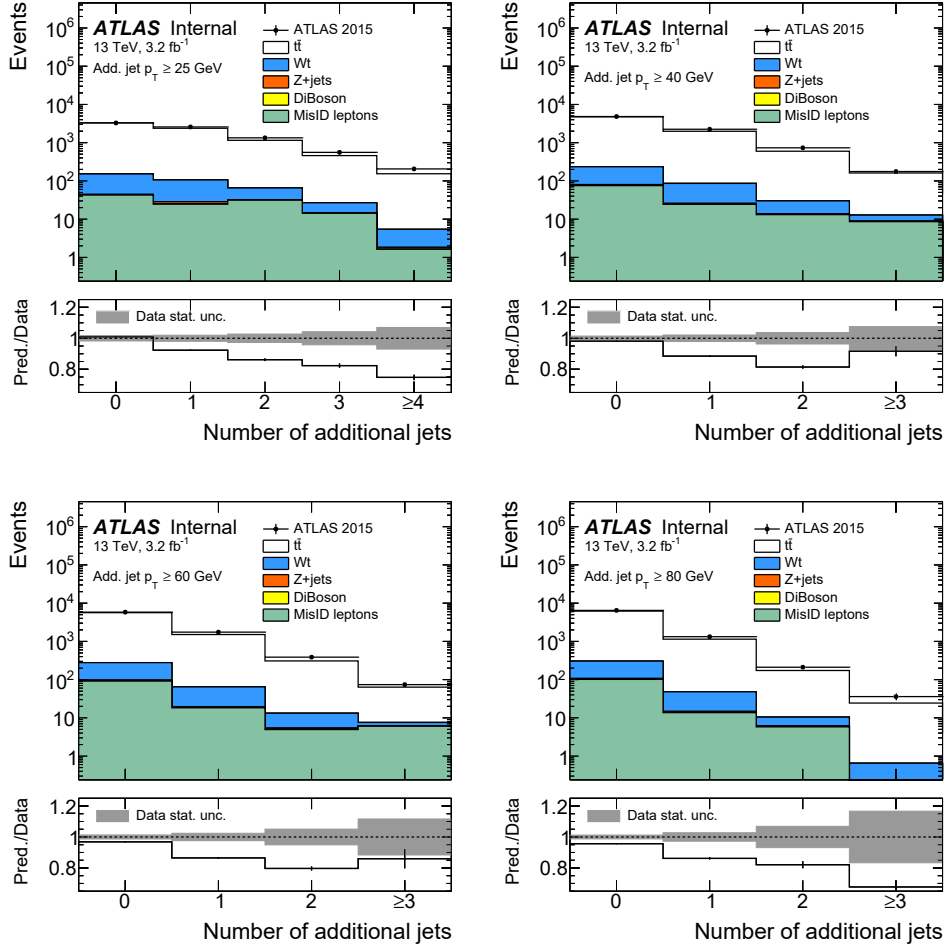 Events
10⁶
10⁵
10⁴
10³
10²
10
1
ATLAS Internal
13 TeV, 3.2 fb⁻¹
Add. jet p_T ≥ 25 GeV
ATLAS 2015
tt̄
Wt
Z+jets
DiBoson
MisID leptons
Pred./Data
1.2
1
0.8
Data stat. unc.
0 1 2 3 ≥4
Number of additional jets
Events
10⁶
10⁵
10⁴
10³
10²
10
1
ATLAS Internal
13 TeV, 3.2 fb⁻¹
Add. jet p_T ≥ 40 GeV
ATLAS 2015
tt̄
Wt
Z+jets
DiBoson
MisID leptons
Pred./Data
1.2
1
0.8
Data stat. unc.
0 1 2 ≥3
Number of additional jets
Events
10⁶
10⁵
10⁴
10³
10²
10
1
ATLAS Internal
13 TeV, 3.2 fb⁻¹
Add. jet p_T ≥ 60 GeV
ATLAS 2015
tt̄
Wt
Z+jets
DiBoson
MisID leptons
Pred./Data
1.2
1
0.8
Data stat. unc.
0 1 2 ≥3
Number of additional jets
Events
10⁶
10⁵
10⁴
10³
10²
10
1
ATLAS Internal
13 TeV, 3.2 fb⁻¹
Add. jet p_T ≥ 80 GeV
ATLAS 2015
tt̄
Wt
Z+jets
DiBoson
MisID leptons
Pred./Data
1.2
1
0.8
Data stat. unc.
0 1 2 ≥3
Number of additional jets